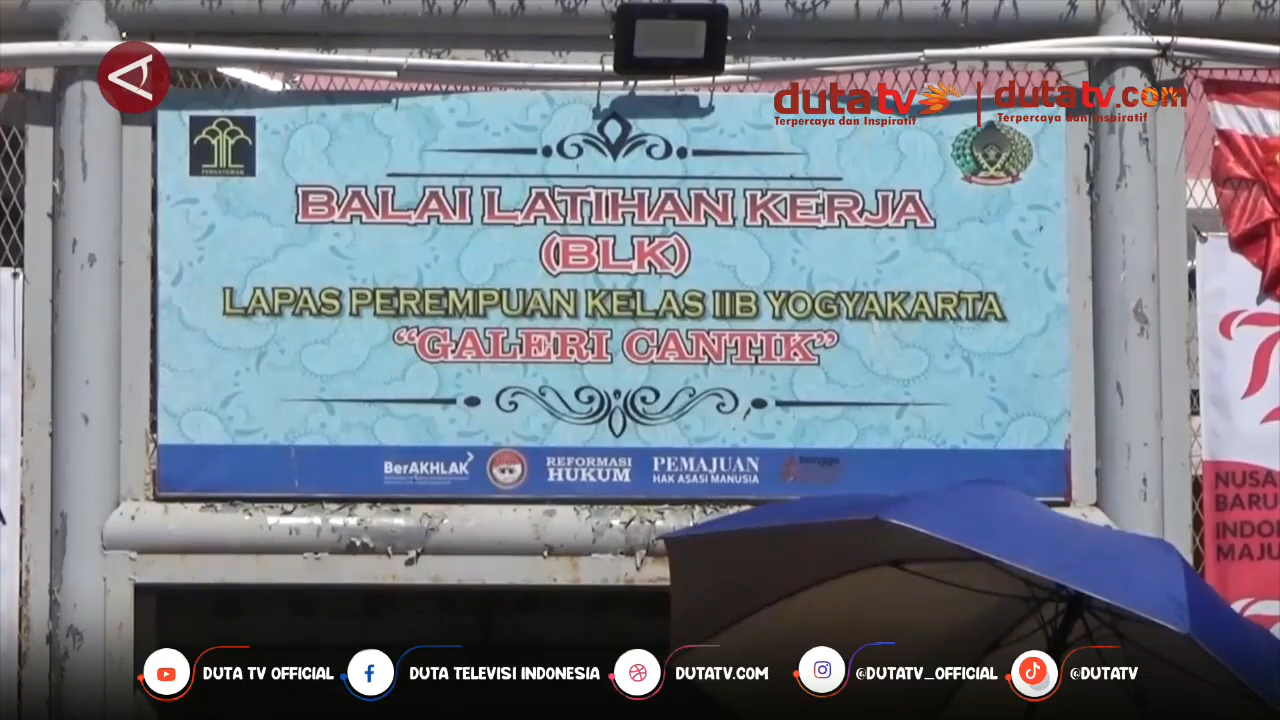 dutatv
Terpercaya dan Inspiratif
dutatv.com
Terpercaya dan Inspiratif
PENGAYOMAN
BALAI LATIHAN KERJA
(BLK)
LAPAS PEREMPUAN KELAS IIB YOGYAKARTA
“GALERI CANTIK”
BerAKHLAK
REFORMASI
HUKUM
PEMAJUAN
HAK ASASI MANUSIA
NUSA
BARU
INDO
MAJU
DUTA TV OFFICIAL
DUTA TELEVISI INDONESIA
DUTATV.COM
@DUTATV_OFFICIAL
@DUTATV